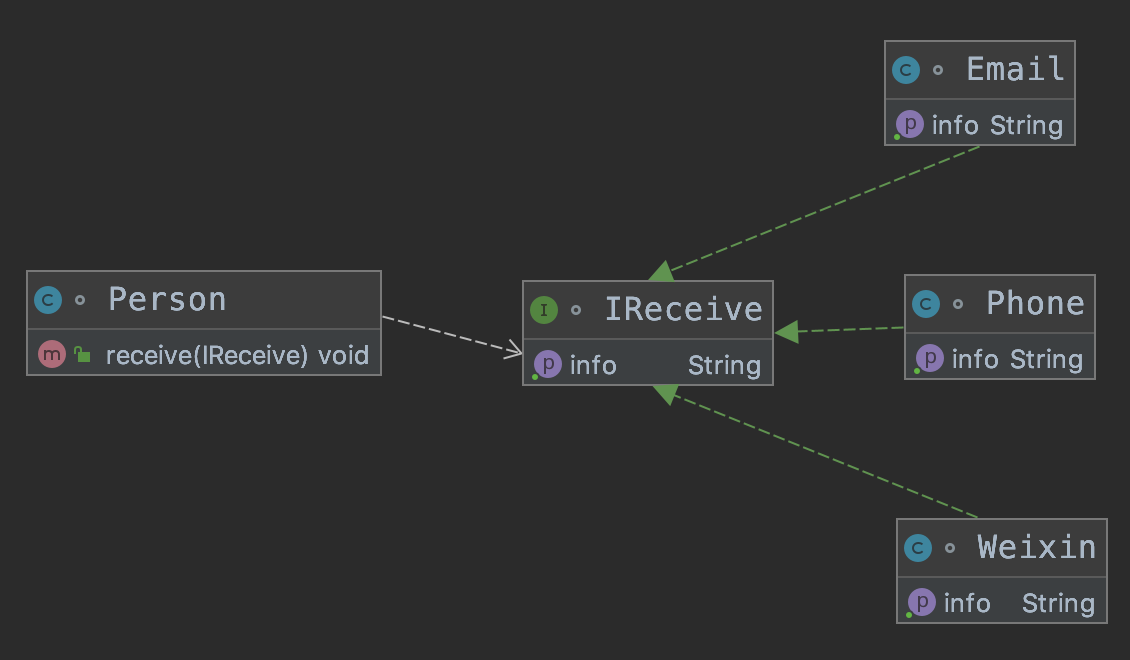 C Email
p info String
C Person
m receive(IReceive) void
I IReceive
p info String
C Phone
p info String
C Weixin
p info String